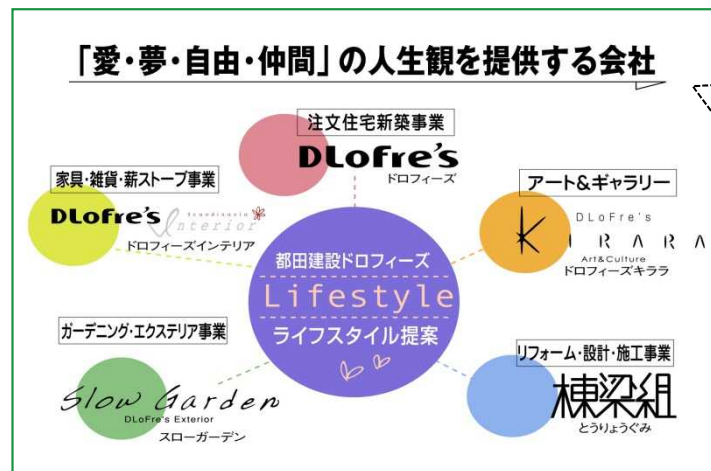 「愛・夢・自由・仲間」の人生観を提供する会社
注文住宅新築事業
DLoFre's
ドロフィーズ
家具・雑貨・薪ストーブ事業
DLoFre's Scandinavia Interior
ドロフィーズインテリア
アート&ギャラリー
DLoFre's
KIRARA
Art&Culture
ドロフィーズキララ
都田建設ドロフィーズ
Lifestyle
ライフスタイル提案
ガーデニング・エクステリア事業
Slow Garden
DLoFre's Exterior
スローガーデン
リフォーム・設計・施工事業
棟梁組
とうりょうぐみ